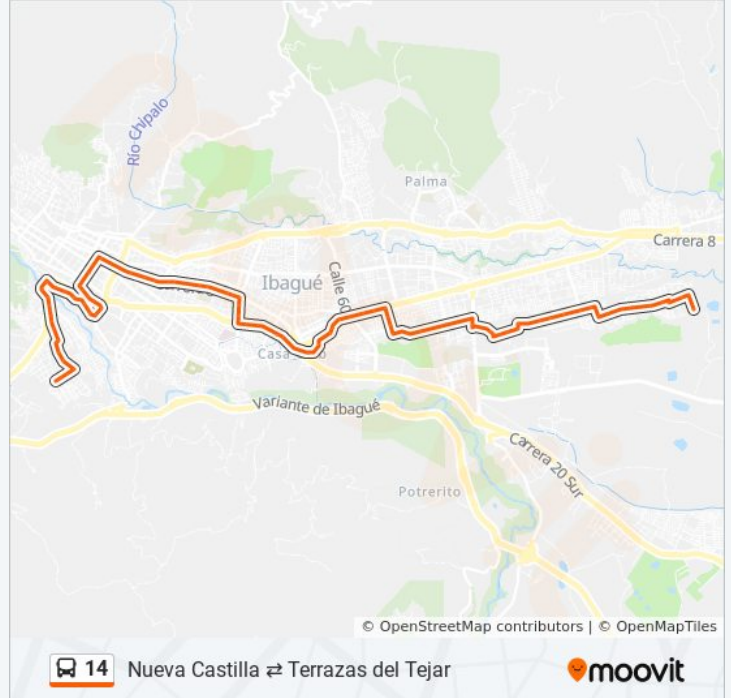 Río Chipalo
Palma
Carrera 8
Ibagué
Calle 60
Variante de Ibagué
Carrera 20 Sur
Potrerito
© OpenStreetMap contributors | © OpenMapTiles
14 Nueva Castilla ⇄ Terrazas del Tejar
moovit